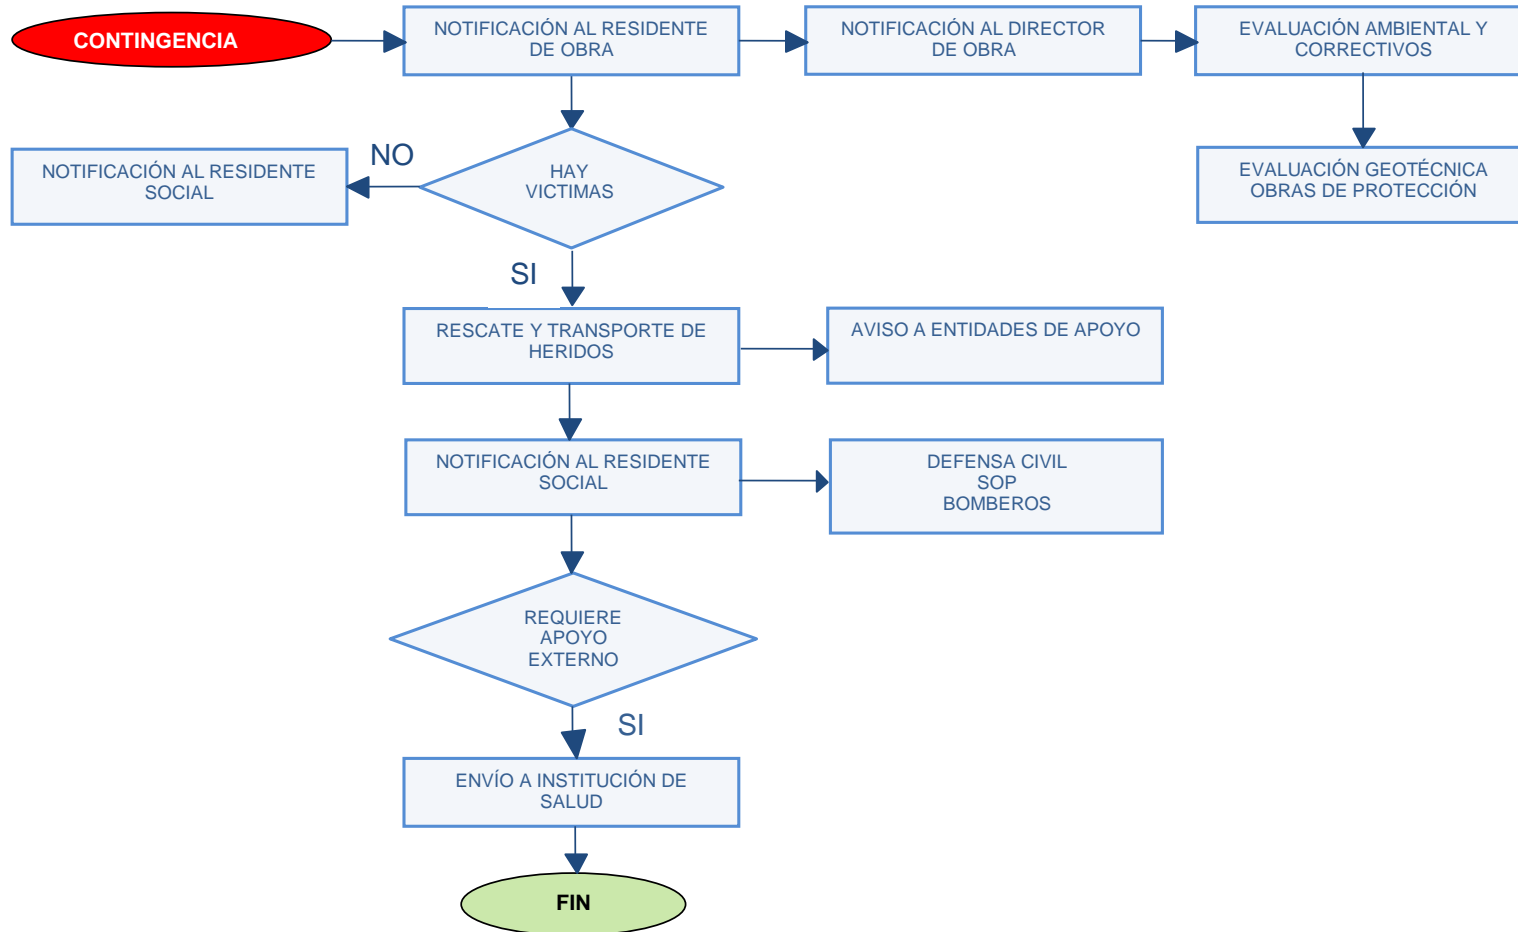 CONTINGENCIA
NOTIFICACIÓN AL RESIDENTE
DE OBRA
NOTIFICACIÓN AL DIRECTOR
DE OBRA
EVALUACIÓN AMBIENTAL Y
CORRECTIVOS
NOTIFICACIÓN AL RESIDENTE
SOCIAL
NO
HAY
VICTIMAS
EVALUACIÓN GEOTÉCNICA
OBRAS DE PROTECCIÓN
SI
RESCATE Y TRANSPORTE DE
HERIDOS
AVISO A ENTIDADES DE APOYO
NOTIFICACIÓN AL RESIDENTE
SOCIAL
DEFENSA CIVIL
SOP
BOMBEROS
REQUIERE
APOYO
EXTERNO
SI
ENVÍO A INSTITUCIÓN DE
SALUD
FIN